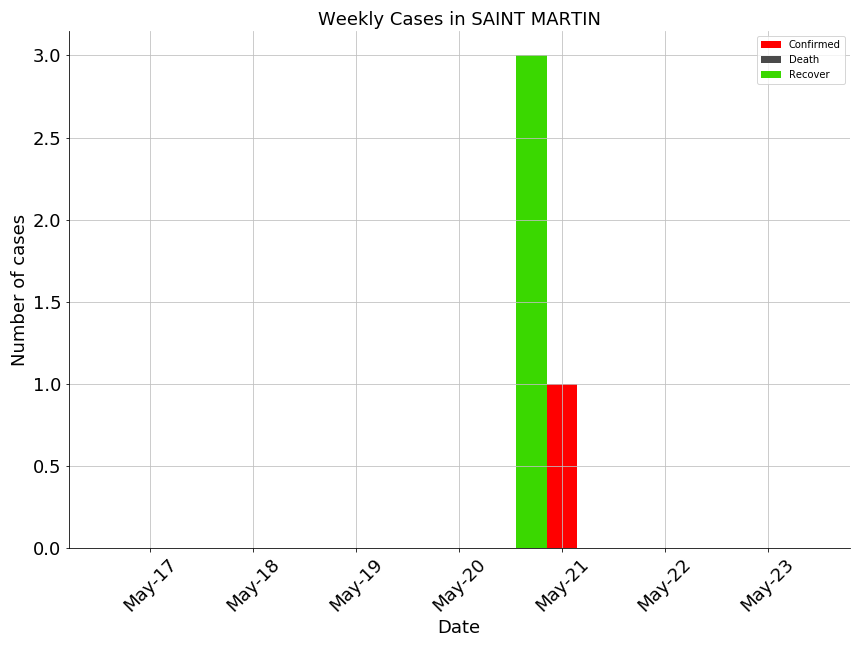 Weekly Cases in SAINT MARTIN
Confirmed
Death
Recover
Number of cases
3.0
2.5
2.0
1.5
1.0
0.5
0.0
May-17
May-18
May-19
May-20
May-21
May-22
May-23
Date